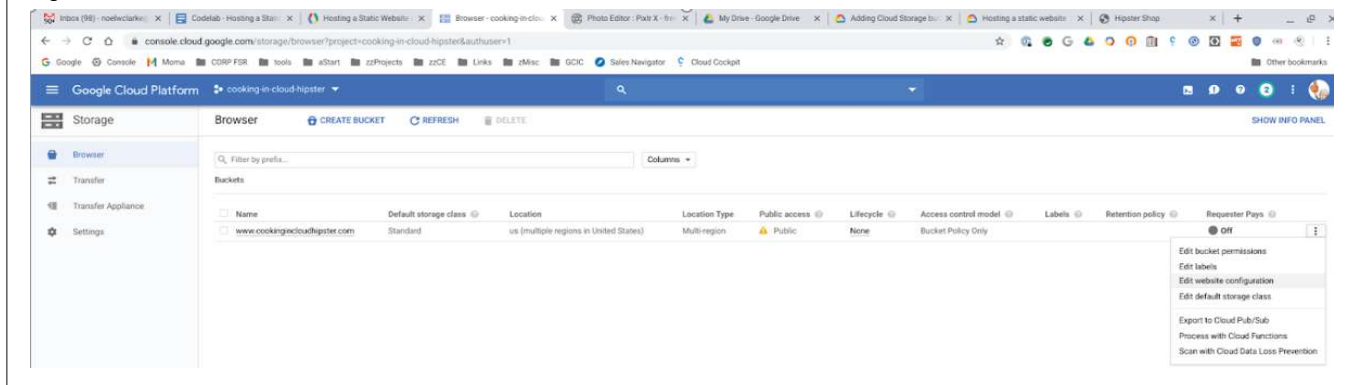 Inbox (98) - noelwclarke@ Codelab - Hosting a Stati Hosting a Static Website Browser - cooking-in-clou My Drive - Google Drive Adding Cloud Storage bu Hosting a static website Hipster Shop
console.cloud.google.com/storage/browser?project=cooking-in-cloud-hipster&authuser=1
Google Console Moma CORP FSR tools aStart zzProjects zzCE Links zMisc GCIC Sales Navigator Cloud Cockpit Other bookmarks
Google Cloud Platform cooking-in-cloud-hipster 2
Storage Browser CREATE BUCKET REFRESH DELETE SHOW INFO PANEL
Browser
Filter by prefix... Columns
Transfer Buckets
Transfer Appliance
Name Default storage class Location Location Type Public access Lifecycle Access control model Labels Retention policy Requester Pays
Settings www.cookingincloudhipster.com Standard us (multiple regions in United States) Multi-region Public None Bucket Policy Only Off
Edit bucket permissions
Edit labels
Edit website configuration
Edit default storage class
Export to Cloud Pub/Sub
Process with Cloud Functions
Scan with Cloud Data Loss Prevention